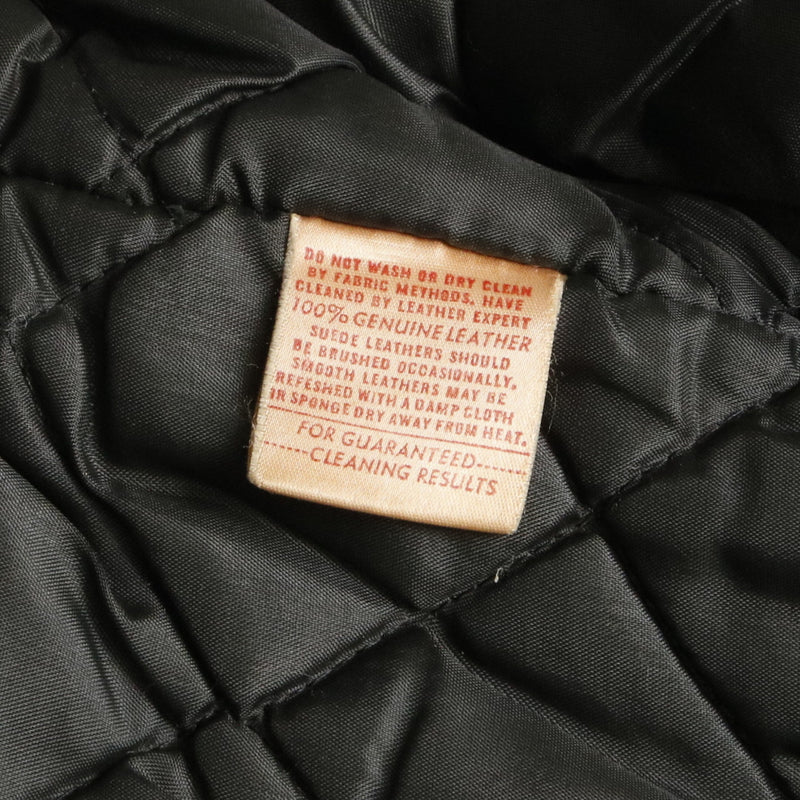 DO NOT WASH OR DRY CLEAN
BY FABRIC METHODS. HAVE
CLEANED BY LEATHER EXPERT
100% GENUINE LEATHER
SUEDE LEATHERS SHOULD
BE BRUSHED OCCASIONALLY.
SMOOTH LEATHERS MAY BE
REFESHED WITH A DAMP CLOTH
IR SPONGE DRY AWAY FROM HEAT.
FOR GUARANTEED
CLEANING RESULTS